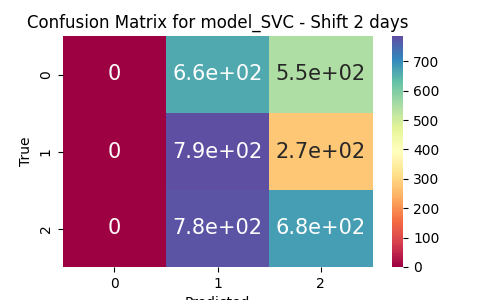 Confusion Matrix for model_SVC - Shift 2 days
0 0 6.6e+02 5.5e+02
1 0 7.9e+02 2.7e+02
2 0 7.8e+02 6.8e+02
True
0 1 2
Predicted
700
600
500
400
300
200
100
0